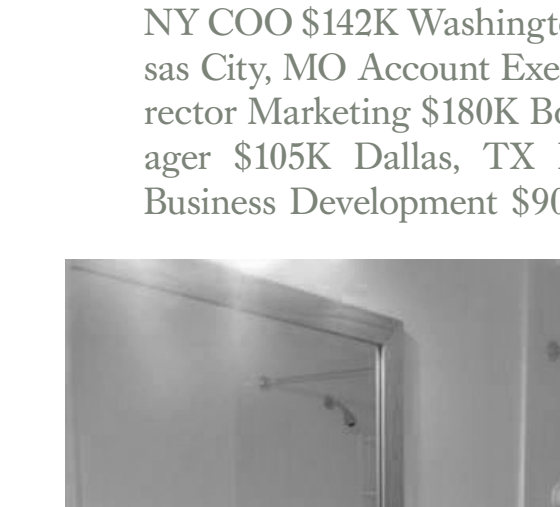 NY COO $142K Washingt
sas City, MO Account Exe
rector Marketing $180K Bo
ager $105K Dallas, TX
Business Development $90